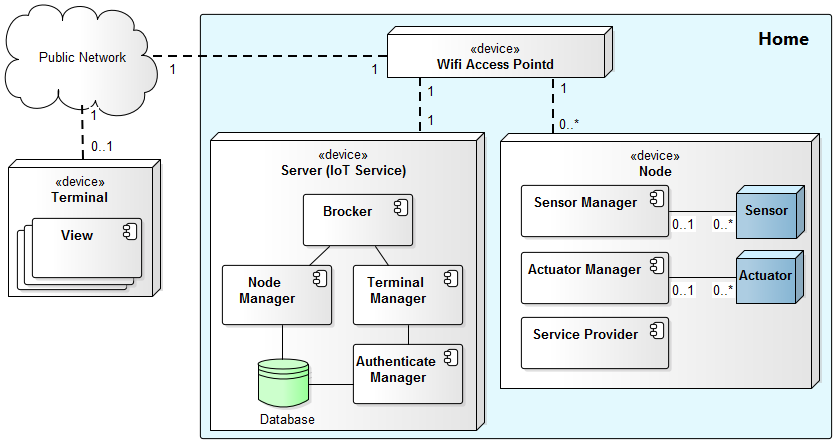 Home
Public Network
«device»
Wifi Access Pointd
1
1
1
1
1
0..*
1
0..1
«device»
Terminal
View
«device»
Server (IoT Service)
Brocker
Node
Manager
Terminal
Manager
Authenticate
Manager
Database
«device»
Node
Sensor Manager
0..1
0..*
Sensor
Actuator Manager
0..1
0..*
Actuator
Service Provider